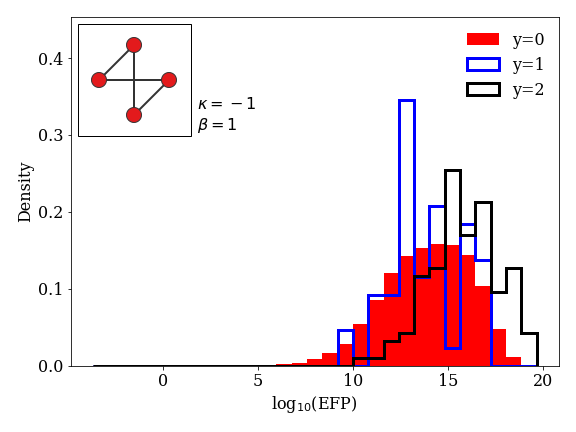 κ = −1
β = 1
y=0
y=1
y=2
Density
0.4
0.3
0.2
0.1
0.0
0 5 10 15 20
log₁₀(EFP)